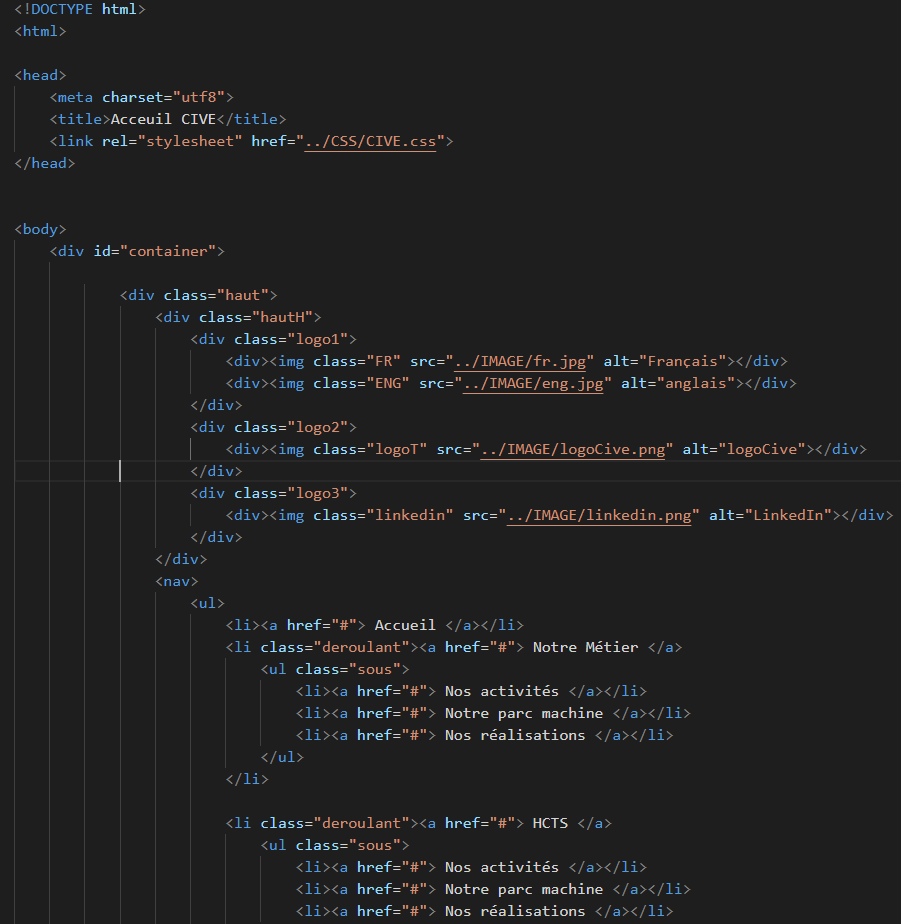 <!DOCTYPE html>
<html>
<head>
<meta charset="utf8">
<title>Acceuil CIVE</title>
<link rel="stylesheet" href="../CSS/CIVE.css">
</head>
<body>
<div id="container">
<div class="haut">
<div class="hautH">
<div class="logo1">
<div><img class="FR" src="../IMAGE/fr.jpg" alt="Français"></div>
<div><img class="ENG" src="../IMAGE/eng.jpg" alt="anglais"></div>
</div>
<div class="logo2">
<div><img class="logoT" src="../IMAGE/logoCive.png" alt="logoCive"></div>
</div>
<div class="logo3">
<div><img class="linkedin" src="../IMAGE/linkedin.png" alt="LinkedIn"></div>
</div>
</div>
<nav>
<ul>
<li><a href="#"> Accueil </a></li>
<li class="deroulant"><a href="#"> Notre Métier </a>
<ul class="sous">
<li><a href="#"> Nos activités </a></li>
<li><a href="#"> Notre parc machine </a></li>
<li><a href="#"> Nos réalisations </a></li>
</ul>
</li>
<li class="deroulant"><a href="#"> HCTS </a>
<ul class="sous">
<li><a href="#"> Nos activités </a></li>
<li><a href="#"> Notre parc machine </a></li>
<li><a href="#"> Nos réalisations </a></li>